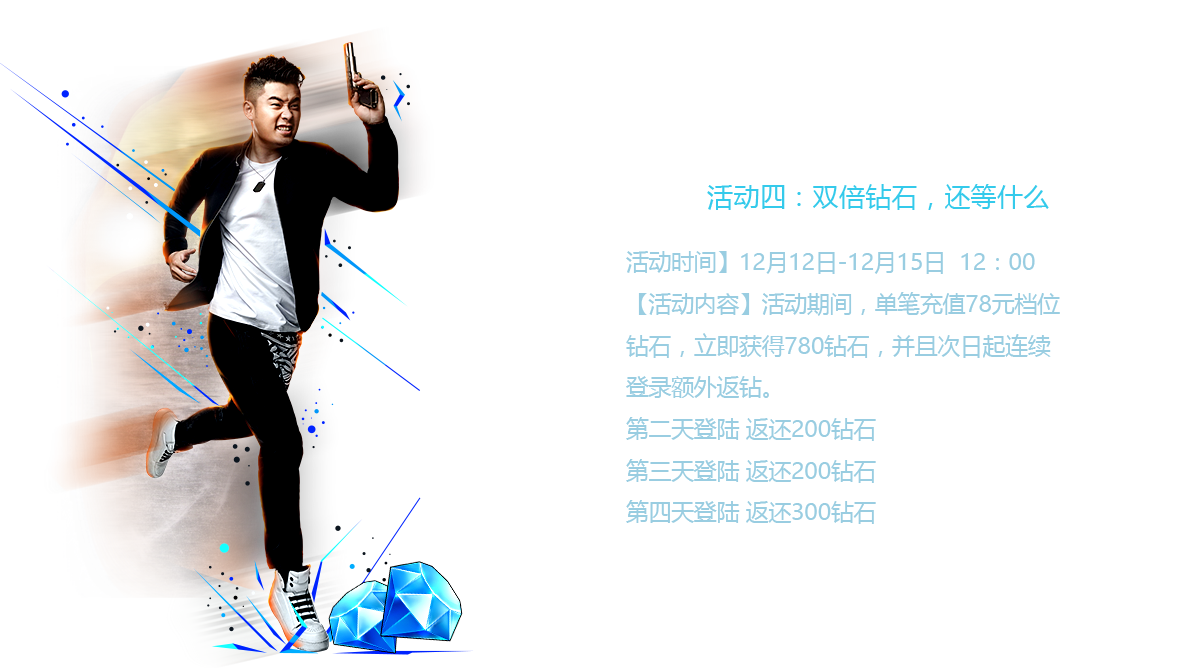 活动四：双倍钻石，还等什么
活动时间】12月12日-12月15日  12：00
【活动内容】活动期间，单笔充值78元档位
钻石，立即获得780钻石，并且次日起连续
登录额外返钻。
第二天登陆 返还200钻石
第三天登陆 返还200钻石
第四天登陆 返还300钻石